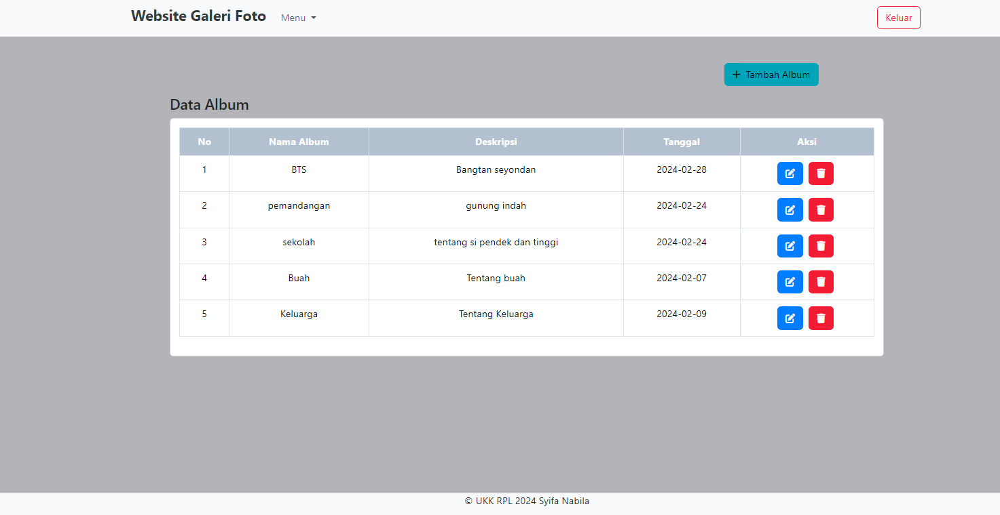 Website Galeri Foto Menu Keluar
+ Tambah Album
Data Album
No Nama Album Deskripsi Tanggal Aksi
1 BTS Bangtan seyondan 2024-02-28
2 pemandangan gunung indah 2024-02-24
3 sekolah tentang si pendek dan tinggi 2024-02-24
4 Buah Tentang buah 2024-02-07
5 Keluarga Tentang Keluarga 2024-02-09
© UKK RPL 2024 Syifa Nabila